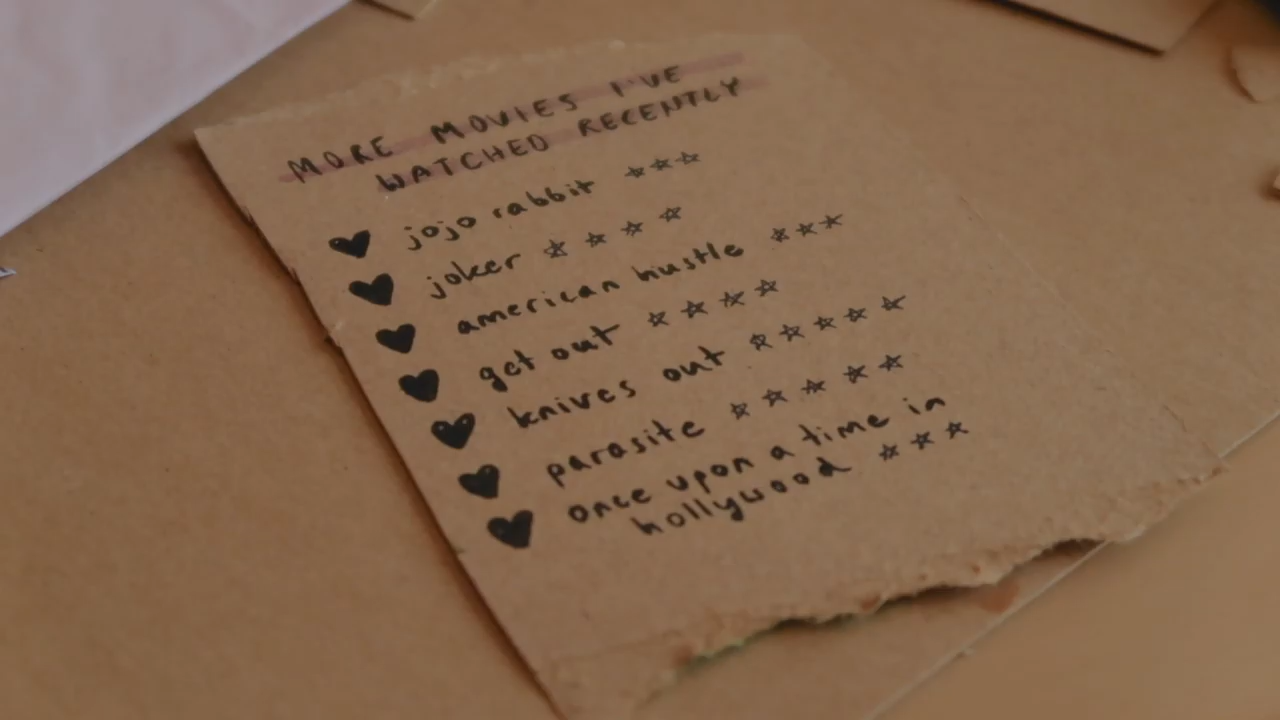 MORE MOVIES I'VE
WATCHED RECENTLY
♥ jojo rabbit ☆☆☆
♥ joker ☆☆☆☆
♥ american hustle ☆☆☆
♥ get out ☆☆☆☆
♥ knives out ☆☆☆☆☆
♥ parasite ☆☆☆☆☆
♥ once upon a time in
hollywood ☆☆☆